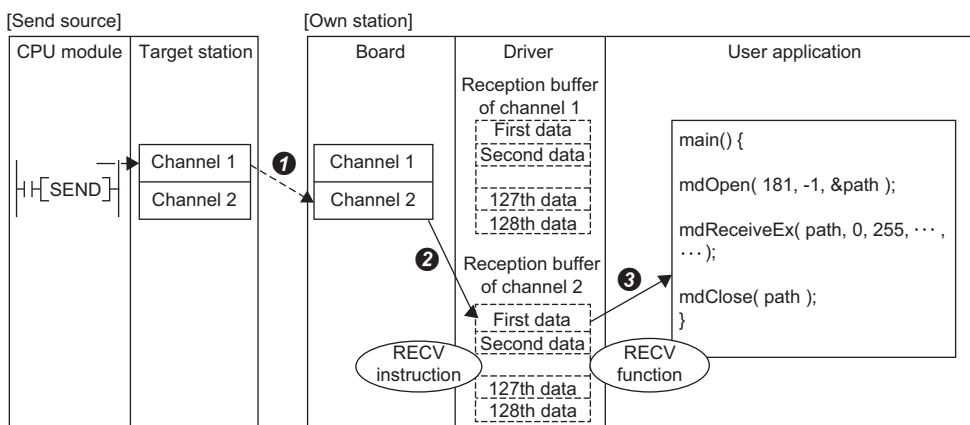 [Send source]
[Own station]
CPU module
Target station
Board
Driver
User application
SEND
Channel 1
Channel 2
❶
Channel 1
Channel 2
❷
Reception buffer
of channel 1
First data
Second data
127th data
128th data
Reception buffer
of channel 2
First data
Second data
127th data
128th data
RECV
instruction
❸
RECV
function
main() {
mdOpen( 181, -1, &path );
mdReceiveEx( path, 0, 255, ··· ,
··· );
mdClose( path );
}